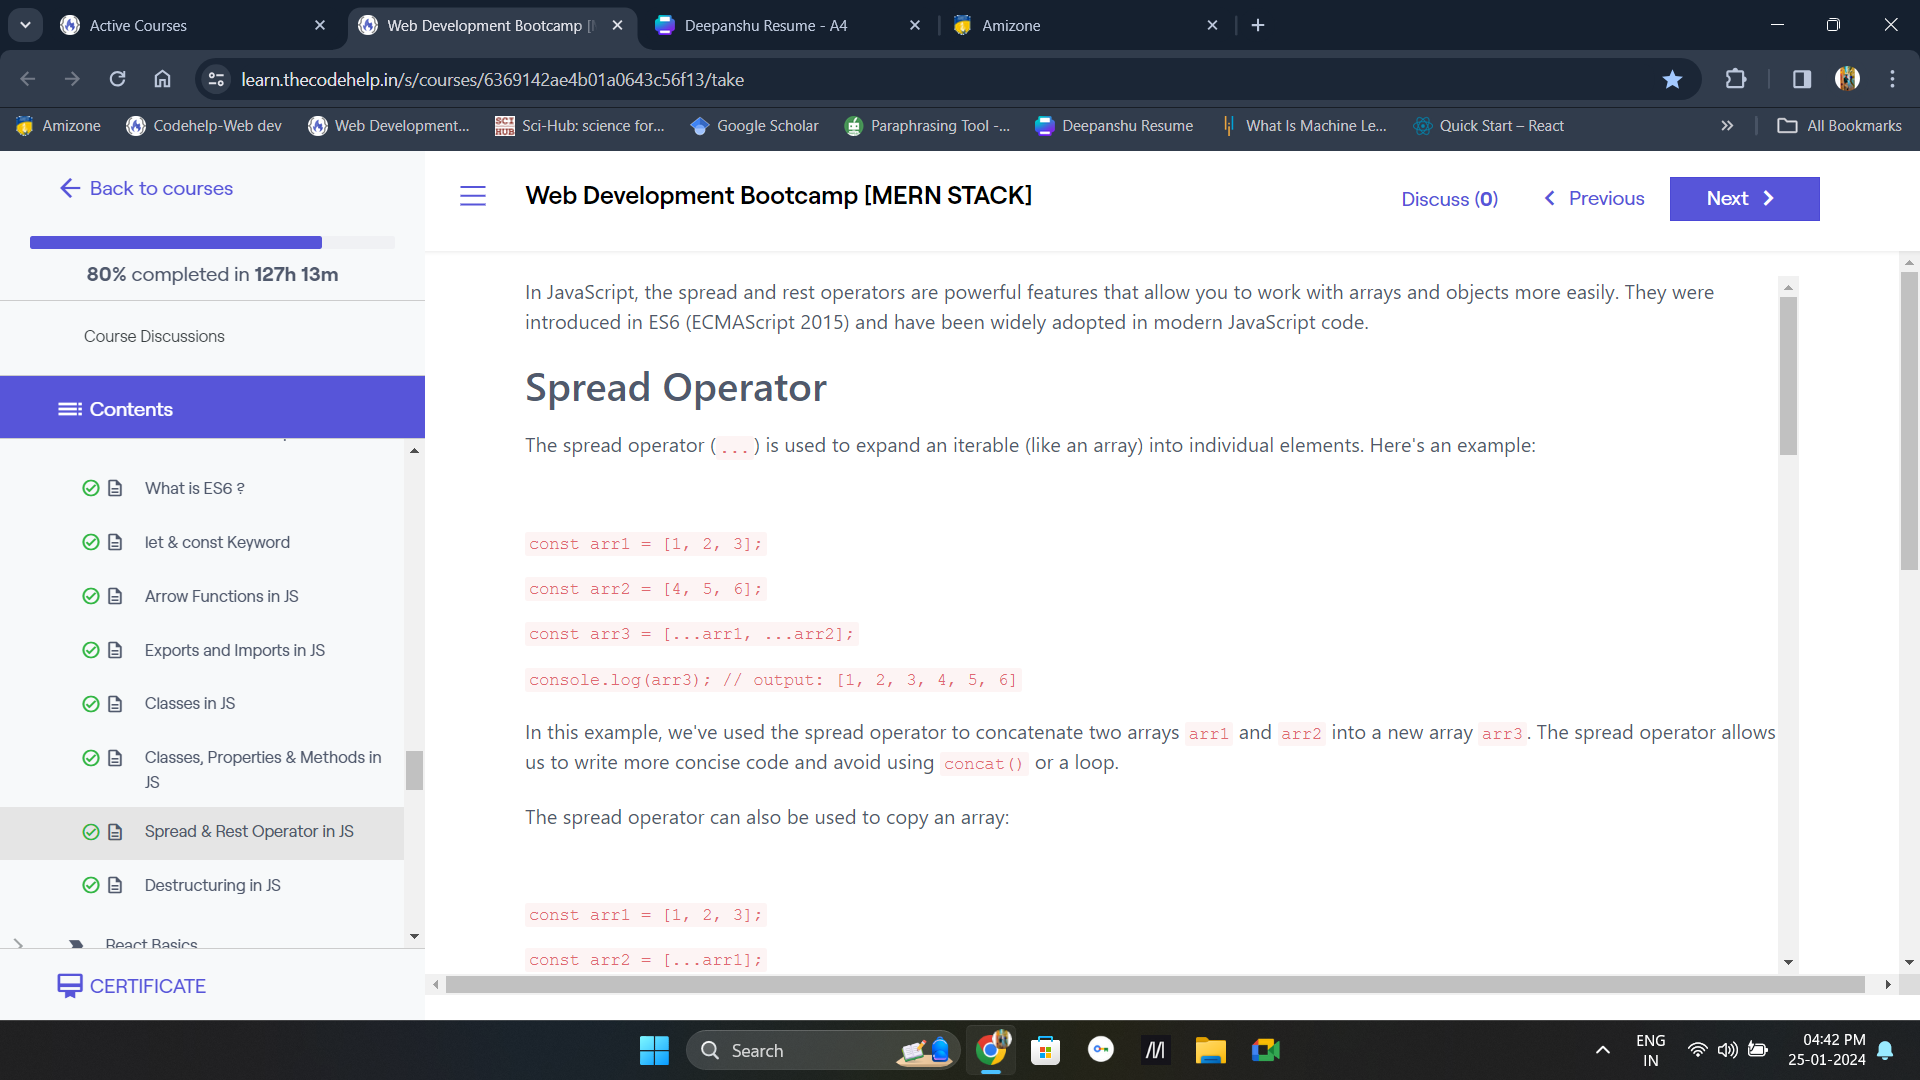 Active Courses
Web Development Bootcamp [
Deepanshu Resume - A4
Amizone
learn.thecodehelp.in/s/courses/6369142ae4b01a0643c56f13/take
Amizone
Codehelp-Web dev
Web Development...
SCI HUB
Sci-Hub: science for...
Google Scholar
Paraphrasing Tool -...
Deepanshu Resume
What Is Machine Le...
Quick Start – React
All Bookmarks
Back to courses
80% completed in 127h 13m
Course Discussions
Contents
What is ES6 ?
let & const Keyword
Arrow Functions in JS
Exports and Imports in JS
Classes in JS
Classes, Properties & Methods in
JS
Spread & Rest Operator in JS
Destructuring in JS
React Basics
CERTIFICATE
Web Development Bootcamp [MERN STACK]
Discuss (0)
Previous
Next
In JavaScript, the spread and rest operators are powerful features that allow you to work with arrays and objects more easily. They were
introduced in ES6 (ECMAScript 2015) and have been widely adopted in modern JavaScript code.
Spread Operator
The spread operator (...) is used to expand an iterable (like an array) into individual elements. Here's an example:
const arr1 = [1, 2, 3];
const arr2 = [4, 5, 6];
const arr3 = [...arr1, ...arr2];
console.log(arr3); // output: [1, 2, 3, 4, 5, 6]
In this example, we've used the spread operator to concatenate two arrays arr1 and arr2 into a new array arr3. The spread operator allows
us to write more concise code and avoid using concat() or a loop.
The spread operator can also be used to copy an array:
const arr1 = [1, 2, 3];
const arr2 = [...arr1];
Search
ENG
IN
04:42 PM
25-01-2024